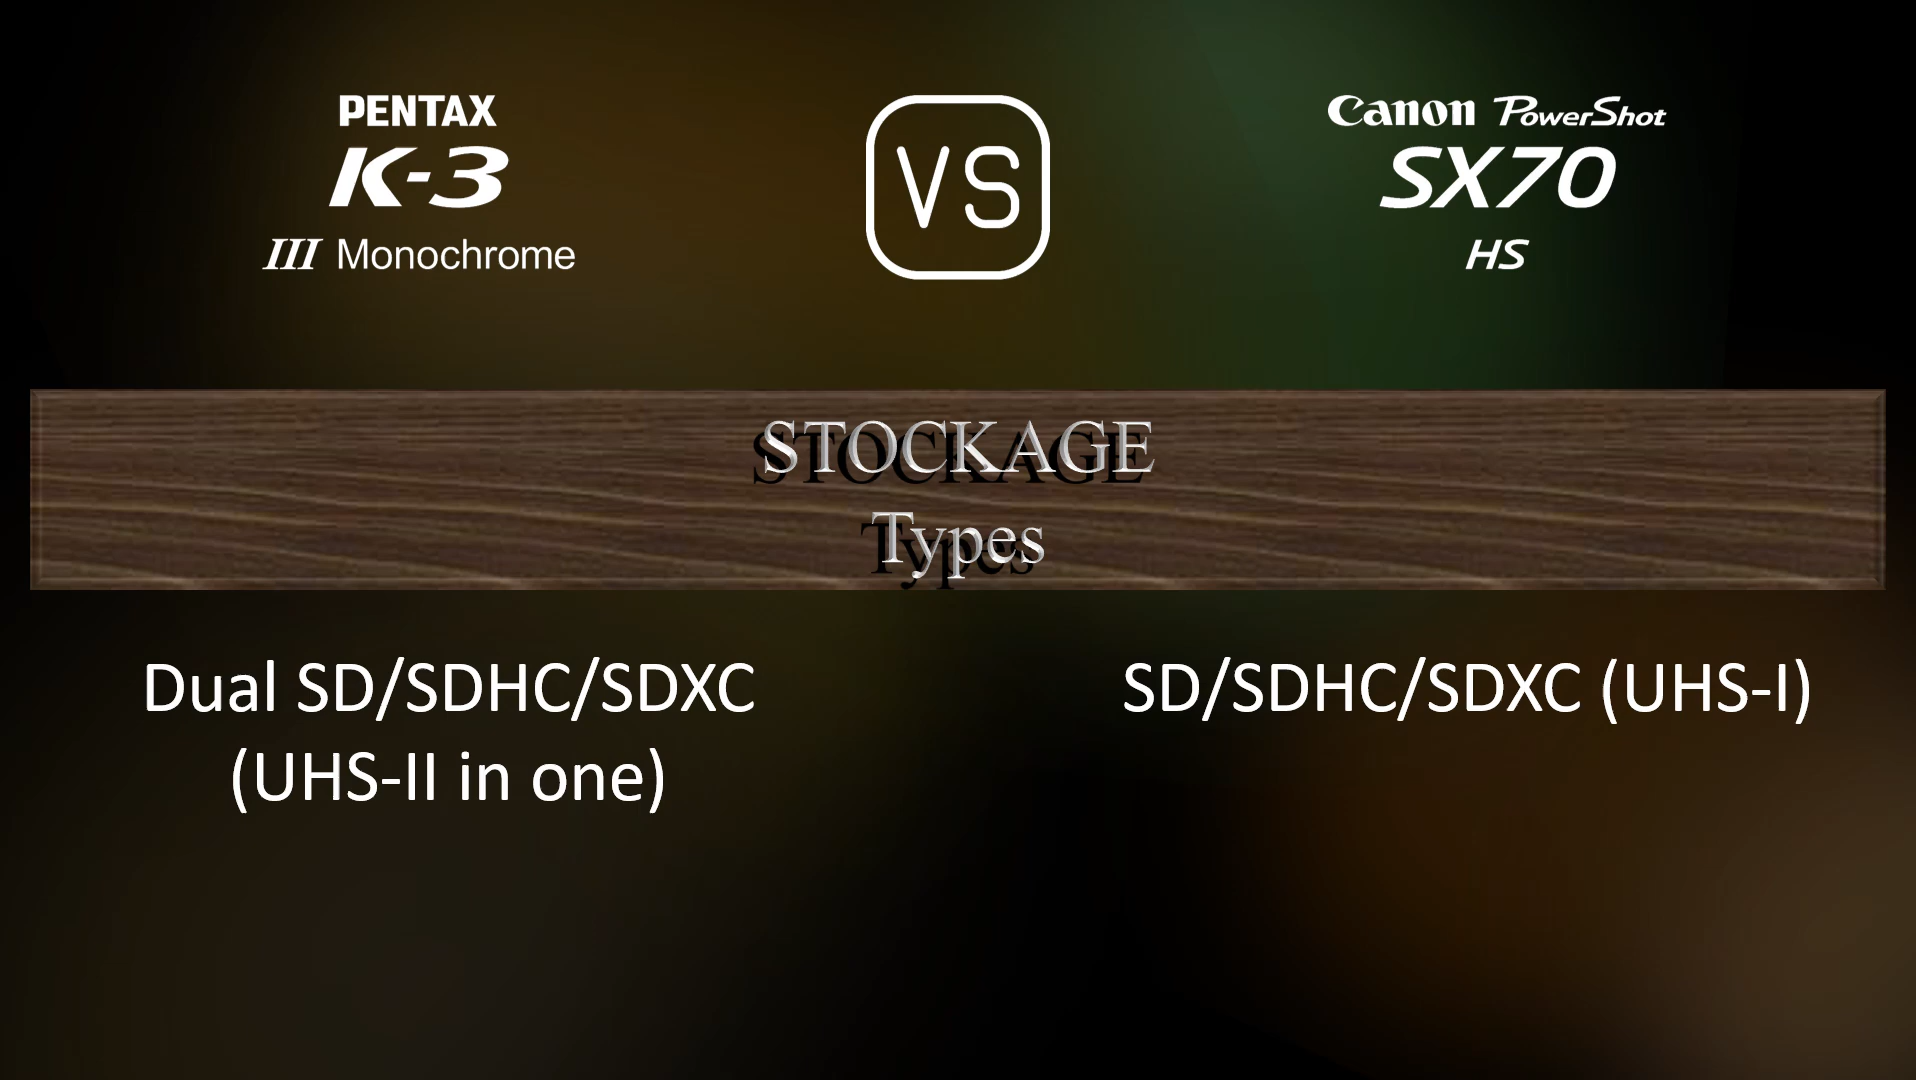 PENTAX
K-3
III Monochrome
VS
Canon PowerShot
SX70
HS
STOCKAGE
Types
Dual SD/SDHC/SDXC
(UHS-II in one)
SD/SDHC/SDXC (UHS-I)